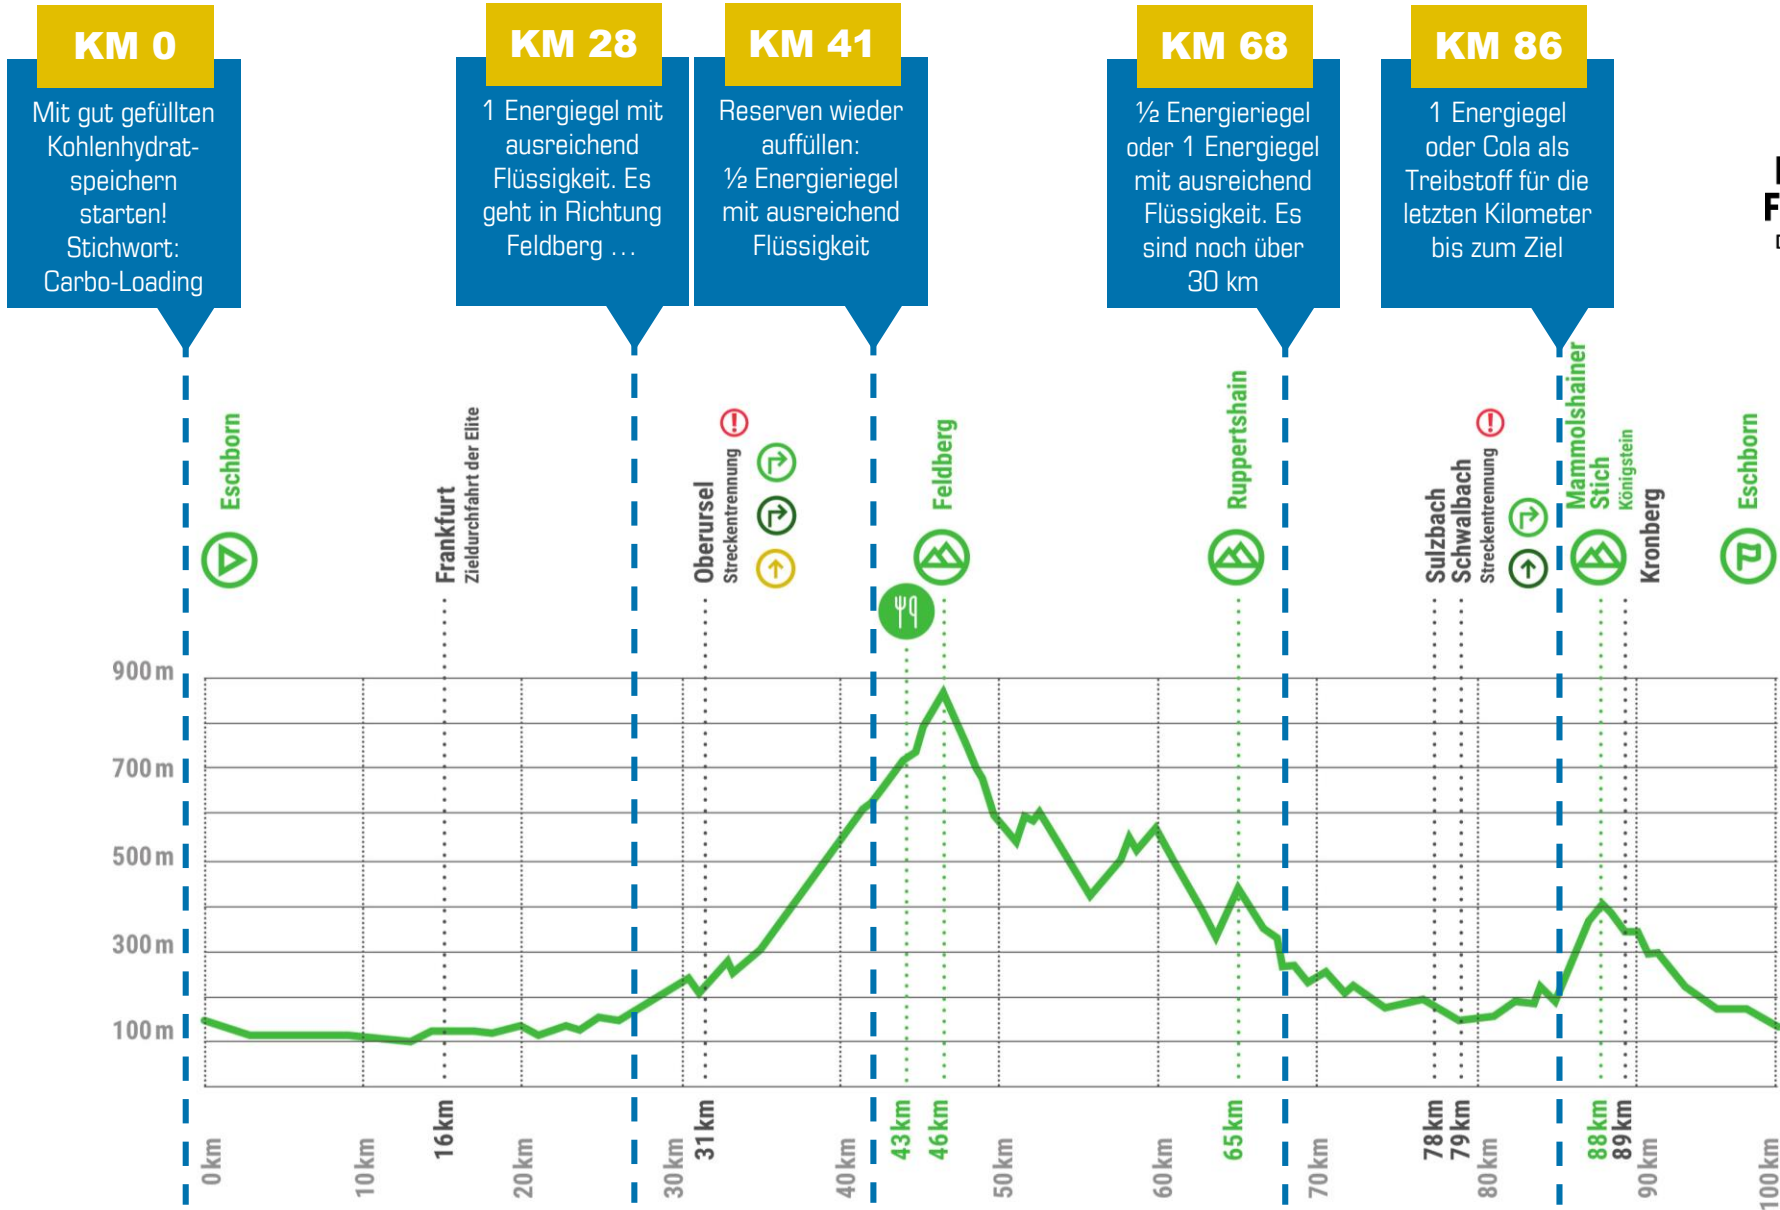 KM 0
Mit gut gefüllten
Kohlenhydrat-
speichern
starten!
Stichwort:
Carbo-Loading
KM 28
1 Energiegel mit
ausreichend
Flüssigkeit. Es
geht in Richtung
Feldberg ...
KM 41
Reserven wieder
auffüllen:
½ Energieriegel
mit ausreichend
Flüssigkeit
KM 68
½ Energieriegel
oder 1 Energiegel
mit ausreichend
Flüssigkeit. Es
sind noch über
30 km
KM 86
1 Energiegel
oder Cola als
Treibstoff für die
letzten Kilometer
bis zum Ziel
Eschborn
Frankfurt
Zieldurchfahrt der Elite
Oberursel
Streckentrennung
Feldberg
Ruppertshain
Sulzbach
Schwalbach
Streckentrennung
Mammolshainer
Stich
Königstein
Kronberg
Eschborn
900 m
700 m
500 m
300 m
100 m
0 km
10 km
16 km
20 km
30 km
31 km
40 km
43 km
46 km
50 km
60 km
65 km
70 km
78 km
79 km
80 km
88 km
89 km
90 km
100 km